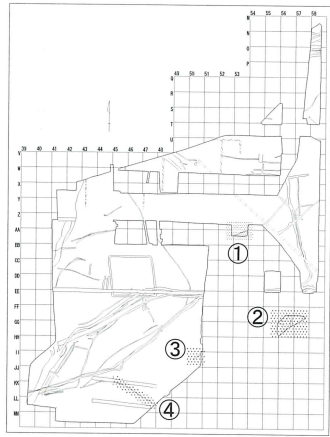 54 55 56 57 58
M
N
O
P
49 50 51 52 53
Q
R
S
T
U
39 40 41 42 43 44 45 46 47 48
V
W
X
Y
Z
AA
BB
CC
DD
EE
FF
GG
HH
II
JJ
KK
LL
MM
①
②
③
④